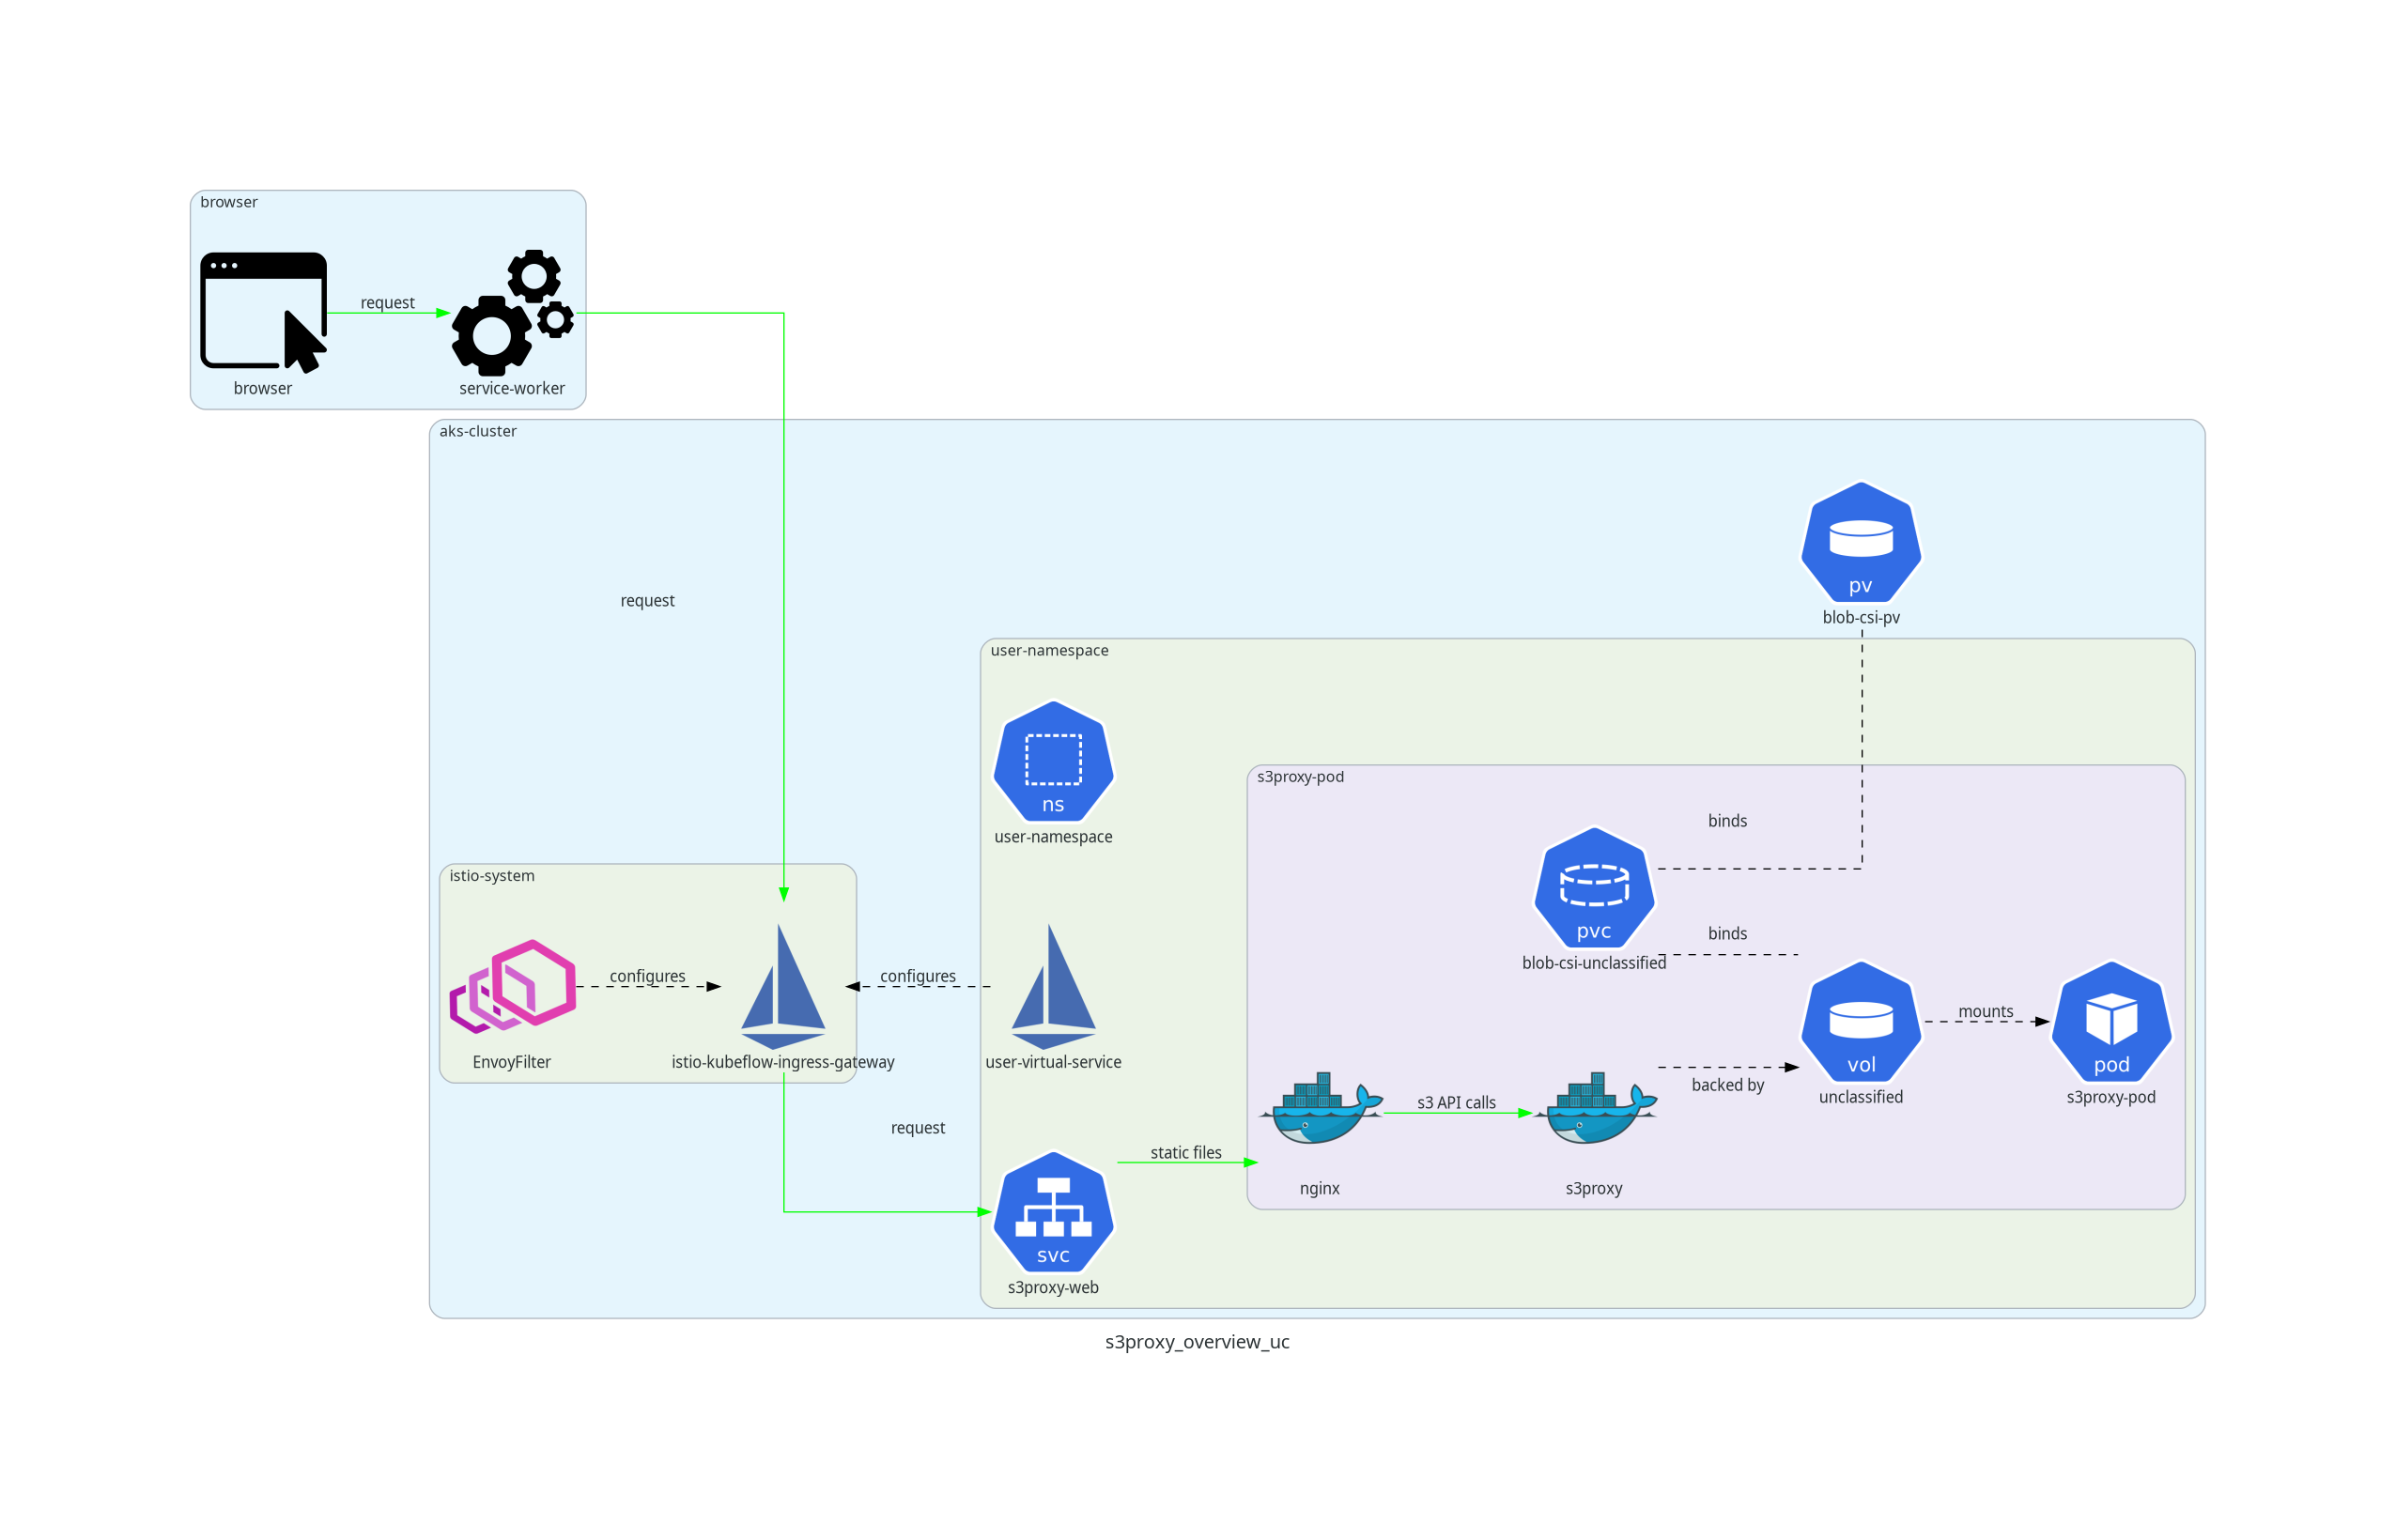 browser
request
browser
service-worker
aks-cluster
pv
blob-csi-pv
request
user-namespace
ns
user-namespace
s3proxy-pod
binds
pvc
blob-csi-unclassified
binds
istio-system
configures
configures
EnvoyFilter
istio-kubeflow-ingress-gateway
user-virtual-service
mounts
vol
unclassified
pod
s3proxy-pod
backed by
s3 API calls
request
static files
nginx
s3proxy
svc
s3proxy-web
s3proxy_overview_uc